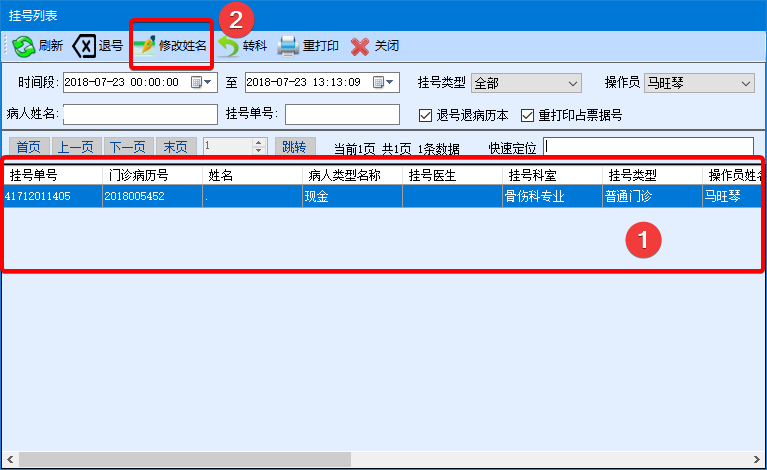 挂号列表
2
刷新 退号 修改姓名 转科 重打印 关闭
时间段: 2018-07-23 00:00:00 至 2018-07-23 13:13:09 挂号类型 全部 操作员 马旺琴
病人姓名: 挂号单号: 退号退病历本 重打印占票据号
首页 上一页 下一页 末页 1 跳转 当前1页 共1页 1条数据 快速定位
挂号单号 门诊病历号 姓名 病人类型名称 挂号医生 挂号科室 挂号类型 操作员姓名
41712011405 2018005452 . 现金 骨伤科专业 普通门诊 马旺琴
1